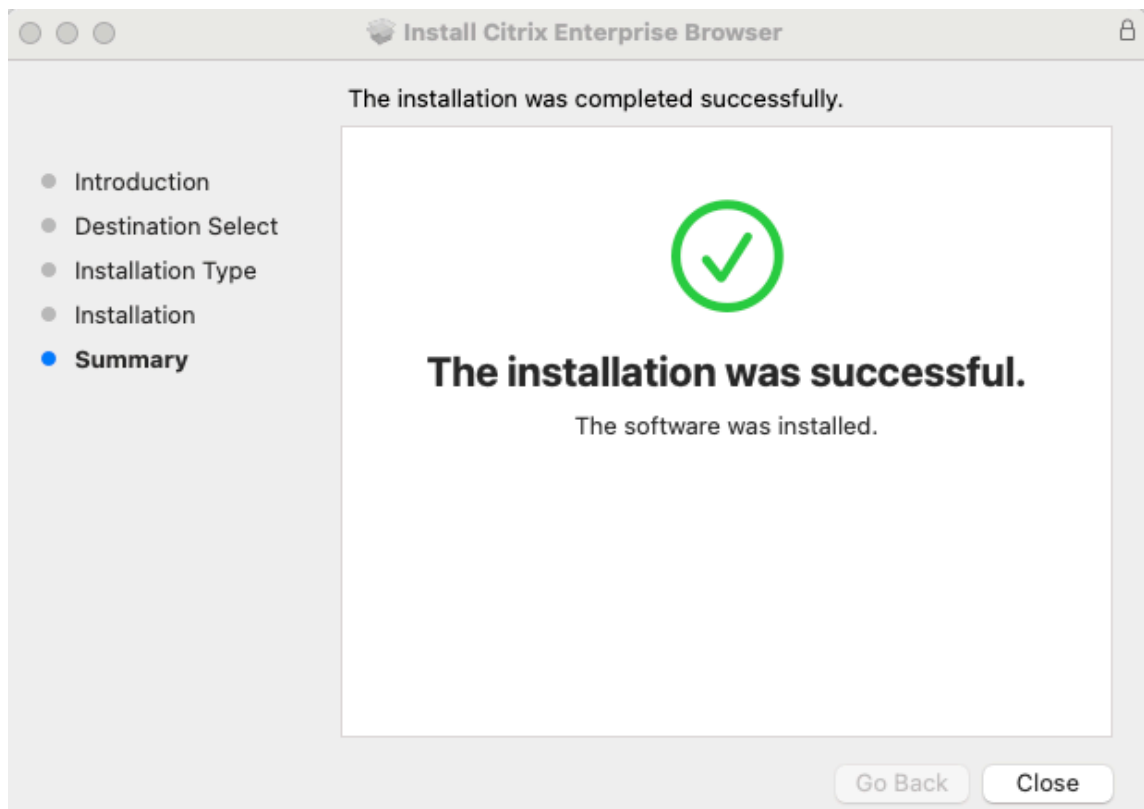 Install Citrix Enterprise Browser
The installation was completed successfully.
Introduction
Destination Select
Installation Type
Installation
Summary
The installation was successful.
The software was installed.
Go Back
Close